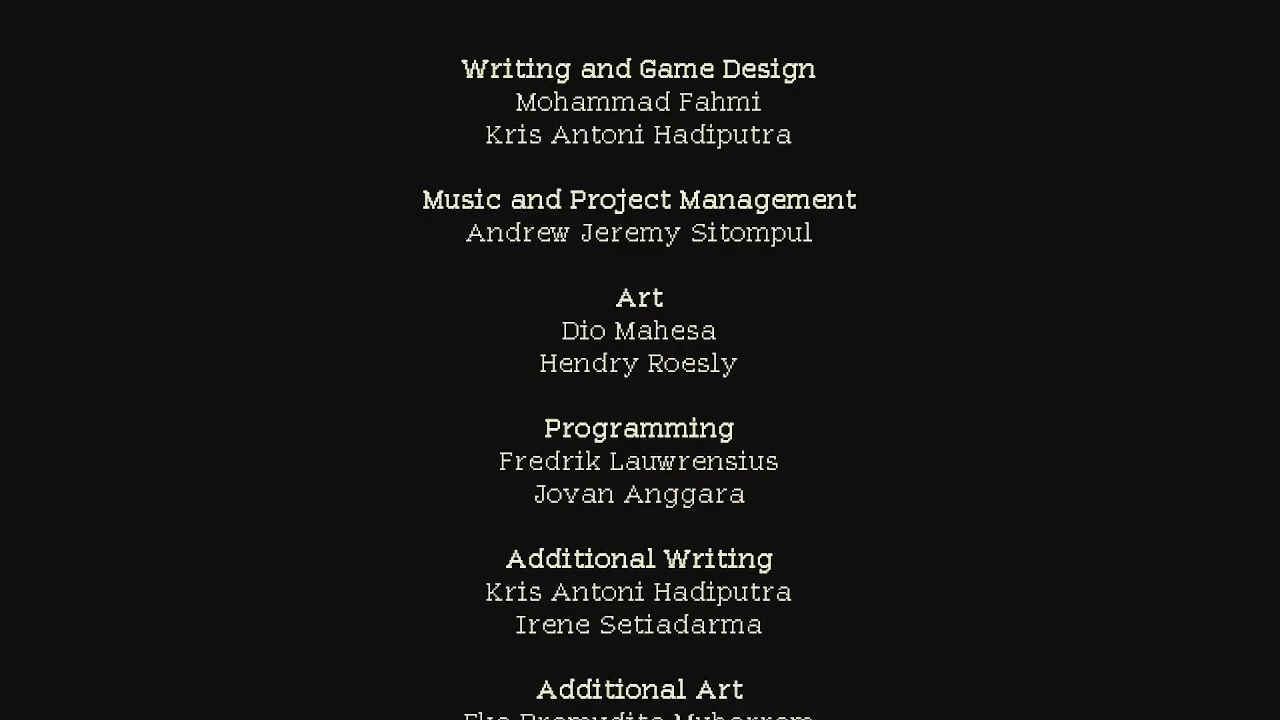 Writing and Game Design
Mohammad Fahmi
Kris Antoni Hadiputra
Music and Project Management
Andrew Jeremy Sitompul
Art
Dio Mahesa
Hendry Roesly
Programming
Fredrik Lauwrensius
Jovan Anggara
Additional Writing
Kris Antoni Hadiputra
Irene Setiadarma
Additional Art